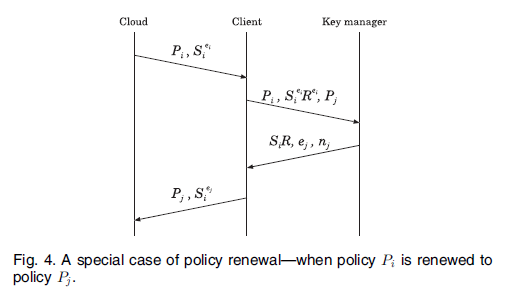 Cloud Client Key manager
P_i, S_i^{e_i}
P_i, S_i^{e_i}R^{e_i}, P_j
S_iR, e_j, n_j
P_j, S_i^{e_j}
Fig. 4. A special case of policy renewal—when policy P_i is renewed to
policy P_j.